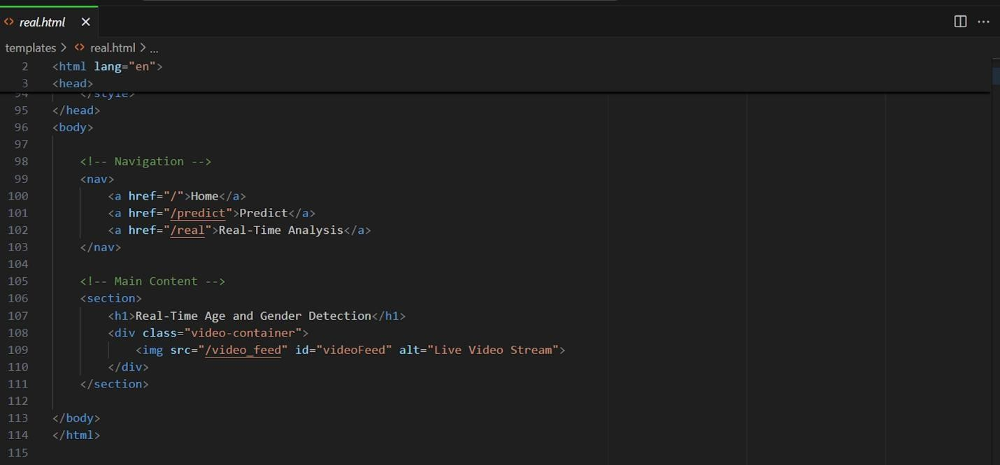 real.html
templates > real.html > ...
2 <html lang="en">
3 <head>
94 </style>
95 </head>
96 <body>
97
98 <!-- Navigation -->
99 <nav>
100 <a href="/">Home</a>
101 <a href="/predict">Predict</a>
102 <a href="/real">Real-Time Analysis</a>
103 </nav>
104
105 <!-- Main Content -->
106 <section>
107 <h1>Real-Time Age and Gender Detection</h1>
108 <div class="video-container">
109 <img src="/video_feed" id="videoFeed" alt="Live Video Stream">
110 </div>
111 </section>
112
113 </body>
114 </html>
115